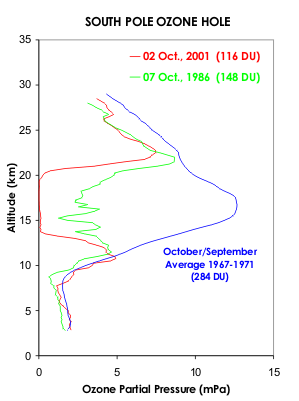 SOUTH POLE OZONE HOLE
02 Oct., 2001 (116 DU)
07 Oct., 1986 (148 DU)
October/September
Average 1967-1971
(284 DU)
Altitude (km)
35
30
25
20
15
10
5
0
0 5 10 15
Ozone Partial Pressure (mPa)